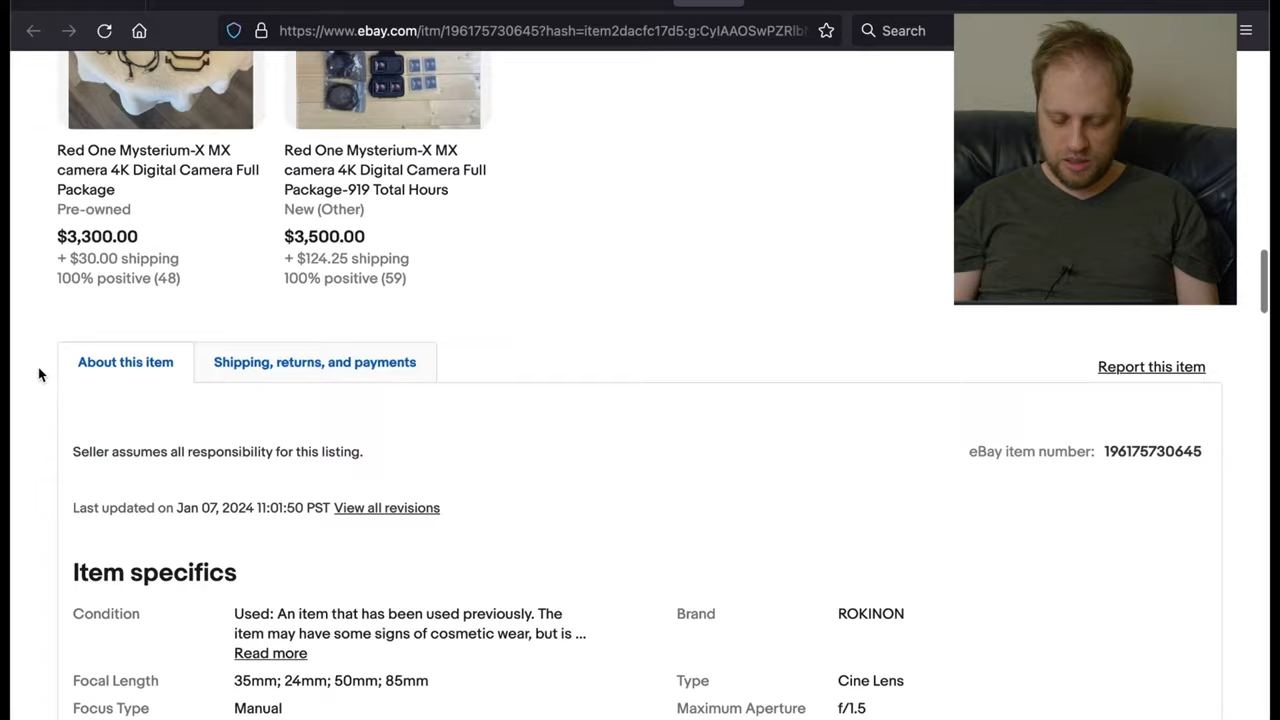 https://www.ebay.com/itm/196175730645?hash=item2dacfc17d5:g:CyIAAOSwPZRlb
Search
Red One Mysterium-X MX
camera 4K Digital Camera Full
Package
Pre-owned
$3,300.00
+ $30.00 shipping
100% positive (48)
Red One Mysterium-X MX
camera 4K Digital Camera Full
Package-919 Total Hours
New (Other)
$3,500.00
+ $124.25 shipping
100% positive (59)
About this item
Shipping, returns, and payments
Report this item
Seller assumes all responsibility for this listing.
eBay item number: 196175730645
Last updated on Jan 07, 2024 11:01:50 PST View all revisions
Item specifics
Condition
Used: An item that has been used previously. The
item may have some signs of cosmetic wear, but is ...
Read more
Brand
ROKINON
Focal Length
35mm; 24mm; 50mm; 85mm
Type
Cine Lens
Focus Type
Manual
Maximum Aperture
f/1.5